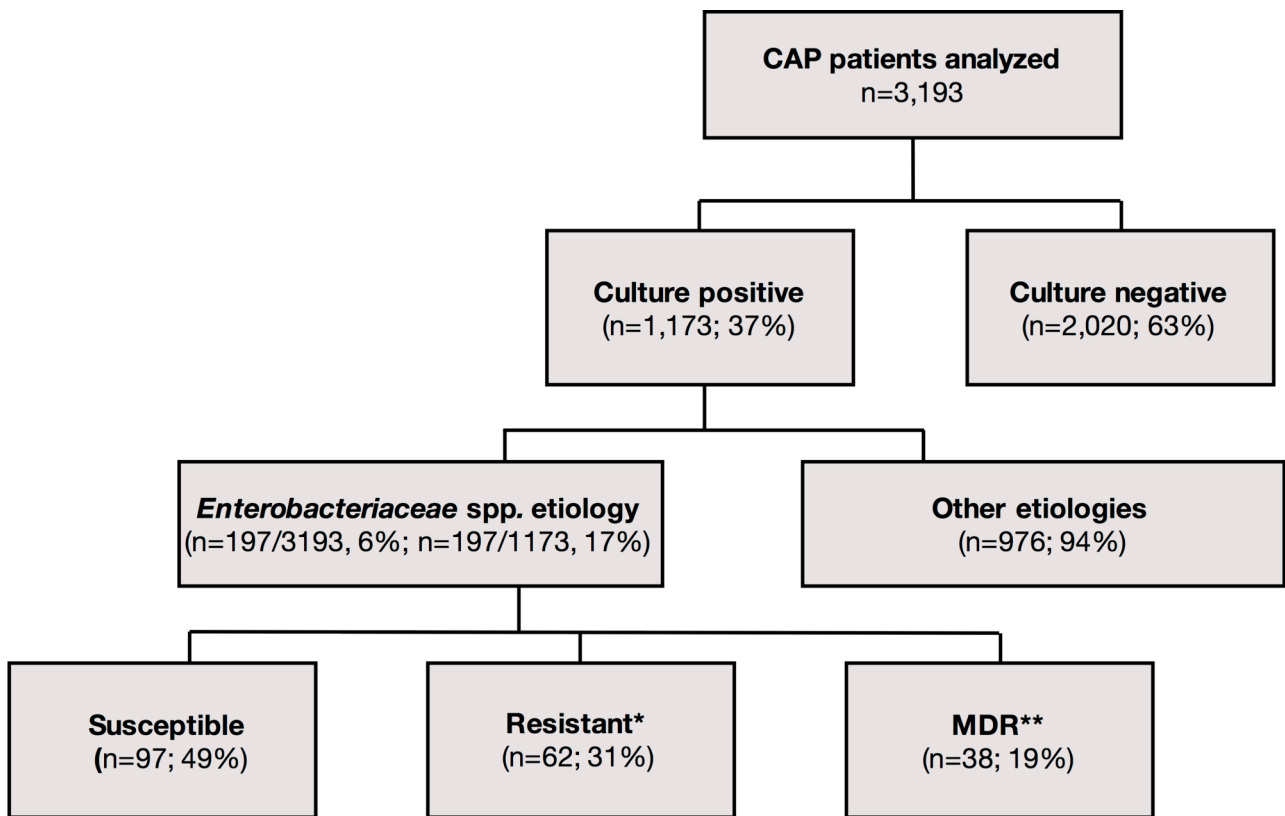 CAP patients analyzed
n=3,193
Culture positive
(n=1,173; 37%)
Culture negative
(n=2,020; 63%)
Enterobacteriaceae spp. etiology
(n=197/3193, 6%; n=197/1173, 17%)
Other etiologies
(n=976; 94%)
Susceptible
(n=97; 49%)
Resistant*
(n=62; 31%)
MDR**
(n=38; 19%)